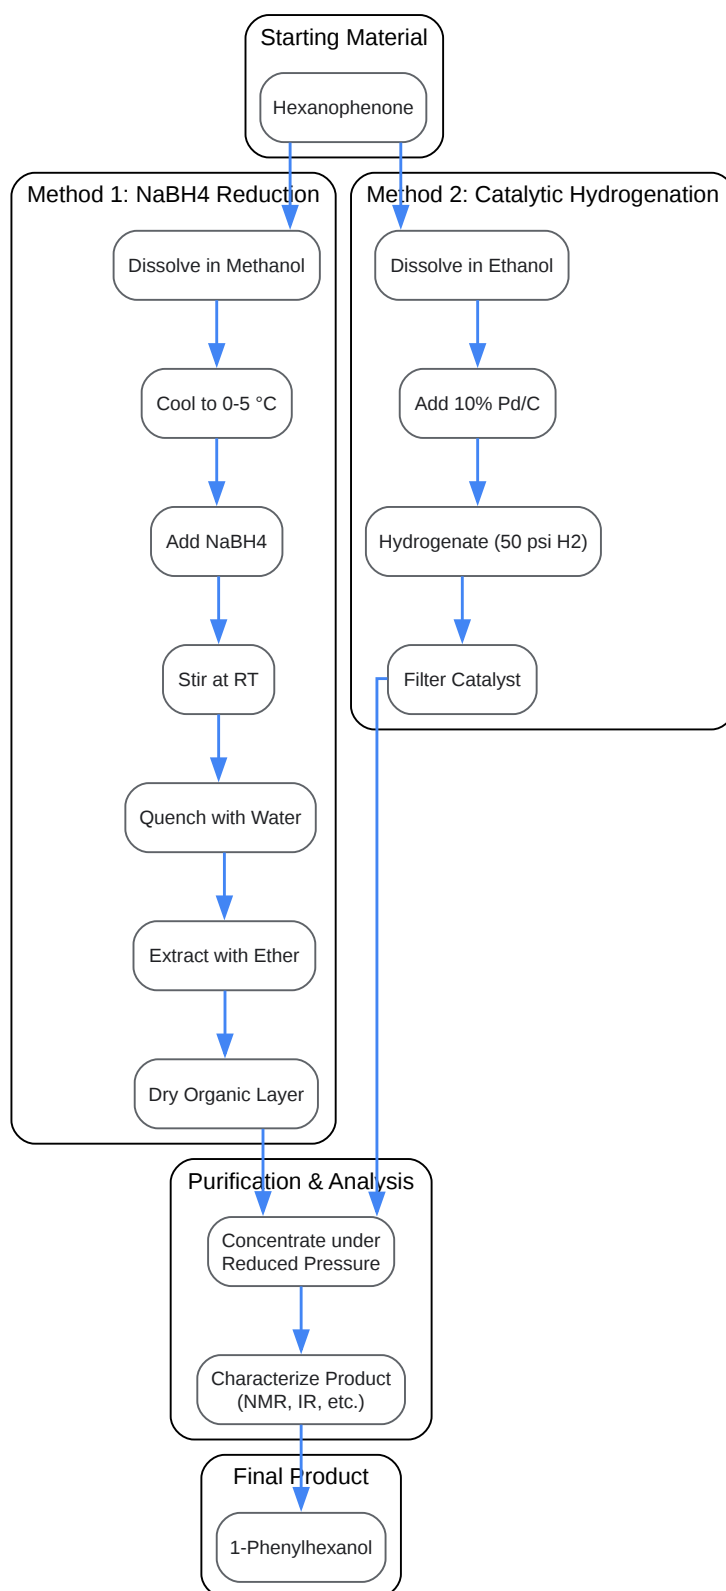 Starting Material
Hexanophenone
Method 1: NaBH4 Reduction
Dissolve in Methanol
Cool to 0-5 °C
Add NaBH4
Stir at RT
Quench with Water
Extract with Ether
Dry Organic Layer
Method 2: Catalytic Hydrogenation
Dissolve in Ethanol
Add 10% Pd/C
Hydrogenate (50 psi H2)
Filter Catalyst
Purification & Analysis
Concentrate under
Reduced Pressure
Characterize Product
(NMR, IR, etc.)
Final Product
1-Phenylhexanol